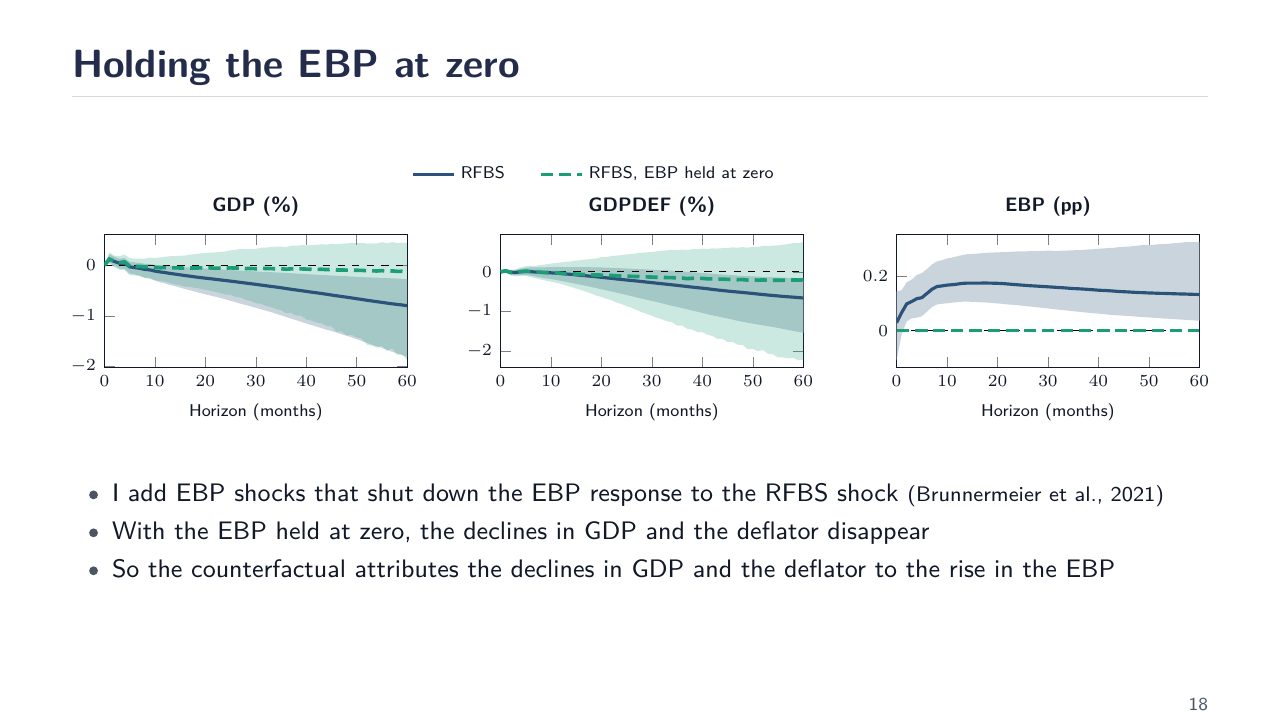 Holding the EBP at zero
RFBS
RFBS, EBP held at zero
GDP (%)
GDPDEF (%)
EBP (pp)
0
−1
−2
0 10 20 30 40 50 60
Horizon (months)
0
−1
−2
0 10 20 30 40 50 60
Horizon (months)
0.2
0
0 10 20 30 40 50 60
Horizon (months)
• I add EBP shocks that shut down the EBP response to the RFBS shock (Brunnermeier et al., 2021)
• With the EBP held at zero, the declines in GDP and the deflator disappear
• So the counterfactual attributes the declines in GDP and the deflator to the rise in the EBP
18